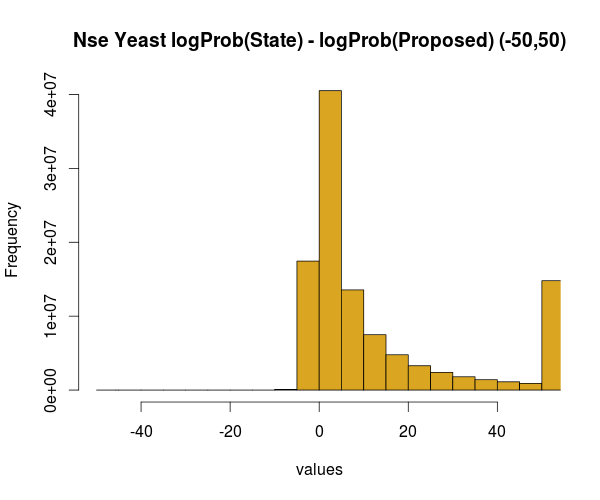 Nse Yeast logProb(State) - logProb(Proposed) (-50,50)
Frequency
4e+07
3e+07
2e+07
1e+07
0e+00
-40 -20 0 20 40
values